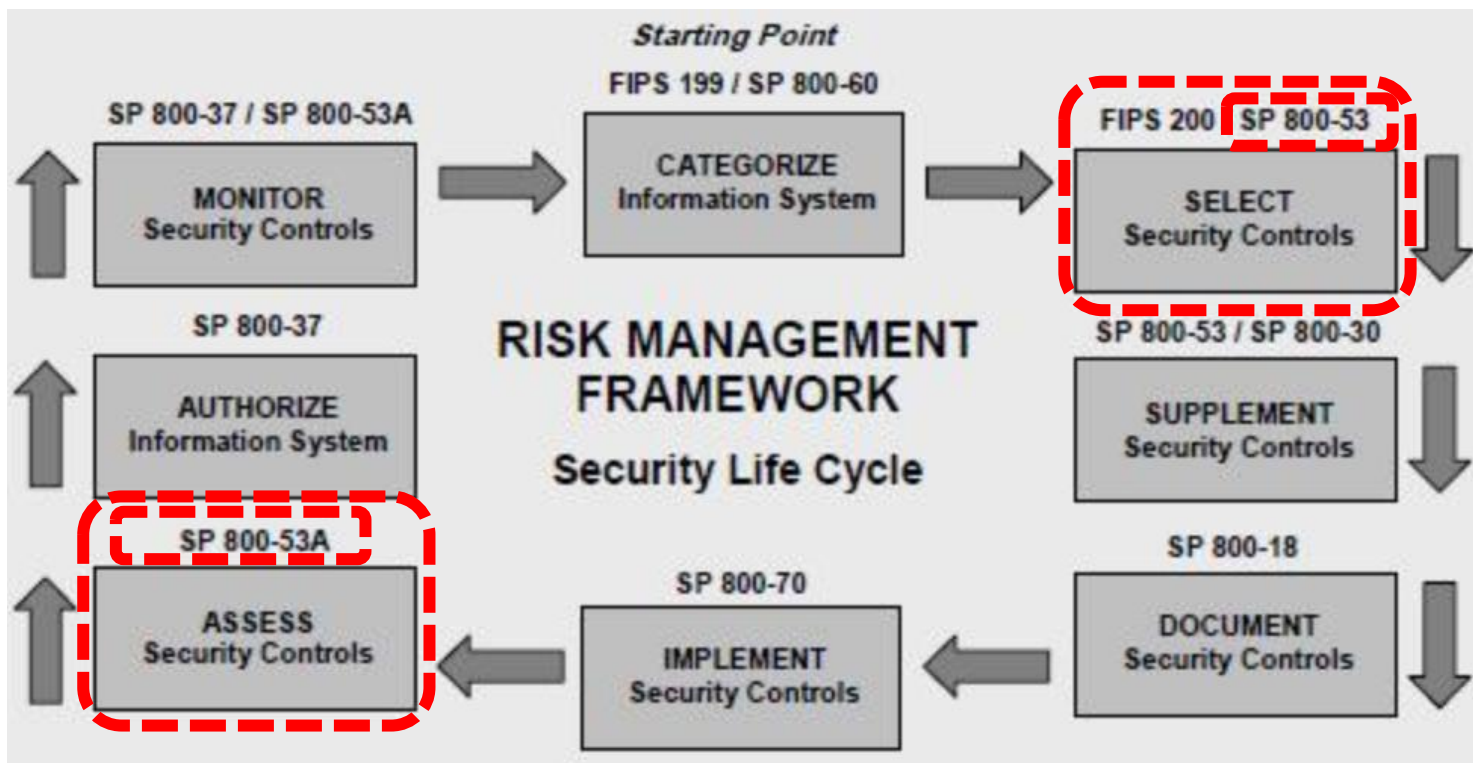 Starting Point
FIPS 199 / SP 800-60
CATEGORIZE
Information System
FIPS 200 SP 800-53
SELECT
Security Controls
SP 800-53 / SP 800-30
SUPPLEMENT
Security Controls
SP 800-18
DOCUMENT
Security Controls
SP 800-70
IMPLEMENT
Security Controls
SP 800-53A
ASSESS
Security Controls
SP 800-37
AUTHORIZE
Information System
SP 800-37 / SP 800-53A
MONITOR
Security Controls
RISK MANAGEMENT
FRAMEWORK
Security Life Cycle